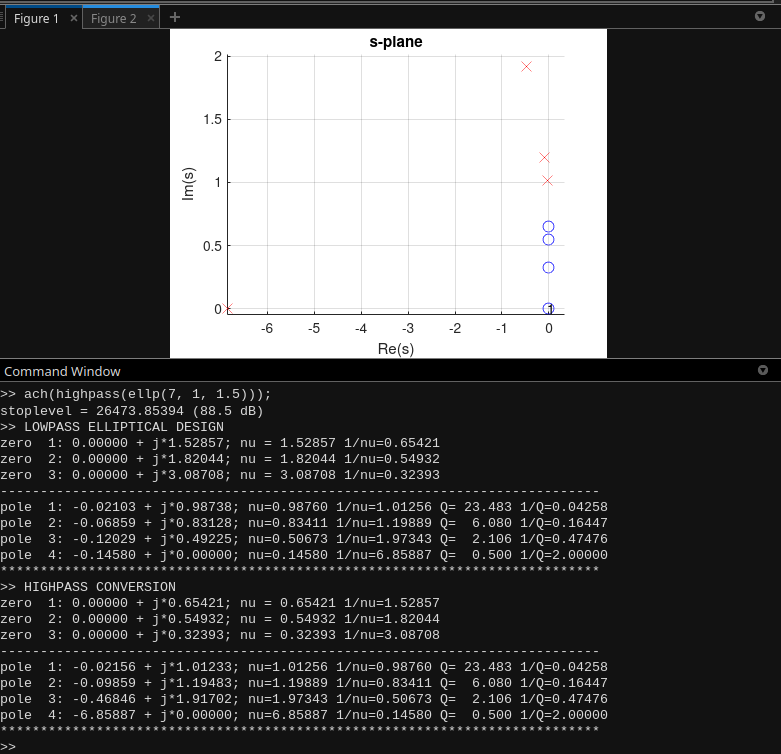 Figure 1 × Figure 2 × +
s-plane
2
1.5
1
0.5
0
Im(s)
-6 -5 -4 -3 -2 -1 0
Re(s)
1
Command Window
>> ach(highpass(ellp(7, 1, 1.5)));
stoplevel = 26473.85394 (88.5 dB)
>> LOWPASS ELLIPTICAL DESIGN
zero  1: 0.00000 + j*1.52857; nu = 1.52857 1/nu=0.65421
zero  2: 0.00000 + j*1.82044; nu = 1.82044 1/nu=0.54932
zero  3: 0.00000 + j*3.08708; nu = 3.08708 1/nu=0.32393
---------------------------------------------------------------------------
pole  1: -0.02103 + j*0.98738; nu=0.98760 1/nu=1.01256 Q= 23.483 1/Q=0.04258
pole  2: -0.06859 + j*0.83128; nu=0.83411 1/nu=1.19889 Q=  6.080 1/Q=0.16447
pole  3: -0.12029 + j*0.49225; nu=0.50673 1/nu=1.97343 Q=  2.106 1/Q=0.47476
pole  4: -0.14580 + j*0.00000; nu=0.14580 1/nu=6.85887 Q=  0.500 1/Q=2.00000
***************************************************************************
>> HIGHPASS CONVERSION
zero  1: 0.00000 + j*0.65421; nu = 0.65421 1/nu=1.52857
zero  2: 0.00000 + j*0.54932; nu = 0.54932 1/nu=1.82044
zero  3: 0.00000 + j*0.32393; nu = 0.32393 1/nu=3.08708
---------------------------------------------------------------------------
pole  1: -0.02156 + j*1.01233; nu=1.01256 1/nu=0.98760 Q= 23.483 1/Q=0.04258
pole  2: -0.09859 + j*1.19483; nu=1.19889 1/nu=0.83411 Q=  6.080 1/Q=0.16447
pole  3: -0.46846 + j*1.91702; nu=1.97343 1/nu=0.50673 Q=  2.106 1/Q=0.47476
pole  4: -6.85887 + j*0.00000; nu=6.85887 1/nu=0.14580 Q=  0.500 1/Q=2.00000
***************************************************************************
>>